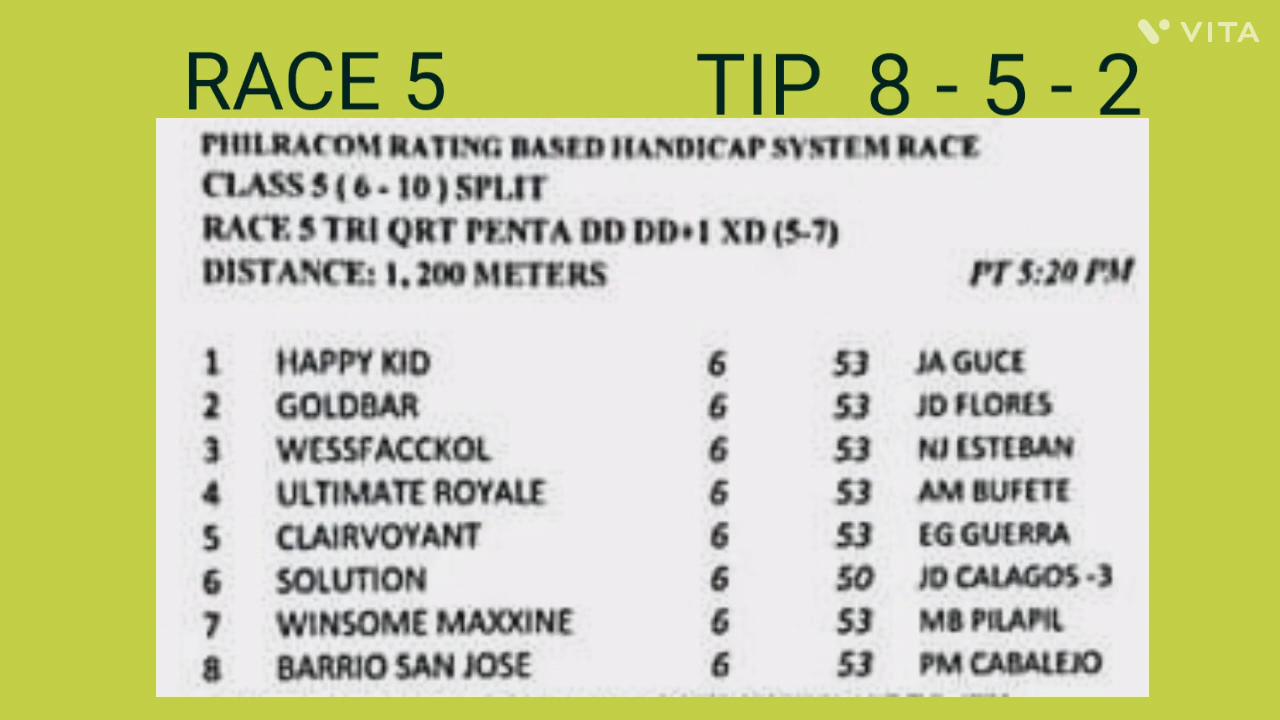 VITA
RACE 5 TIP 8 - 5 - 2
PHILRACOM RATING BASED HANDICAP SYSTEM RACE
CLASS 5 ( 6 - 10 ) SPLIT
RACE 5 TRI QRT PENTA DD DD+1 XD (5-7)
DISTANCE: 1, 200 METERS PT 5:20 PM
1 HAPPY KID 6 53 JA GUCE
2 GOLDBAR 6 53 JD FLORES
3 WESSFACCKOL 6 53 NJ ESTEBAN
4 ULTIMATE ROYALE 6 53 AM BUFETE
5 CLAIRVOYANT 6 53 EG GUERRA
6 SOLUTION 6 50 JD CALAGOS -3
7 WINSOME MAXXINE 6 53 MB PILAPIL
8 BARRIO SAN JOSE 6 53 PM CABALEJO